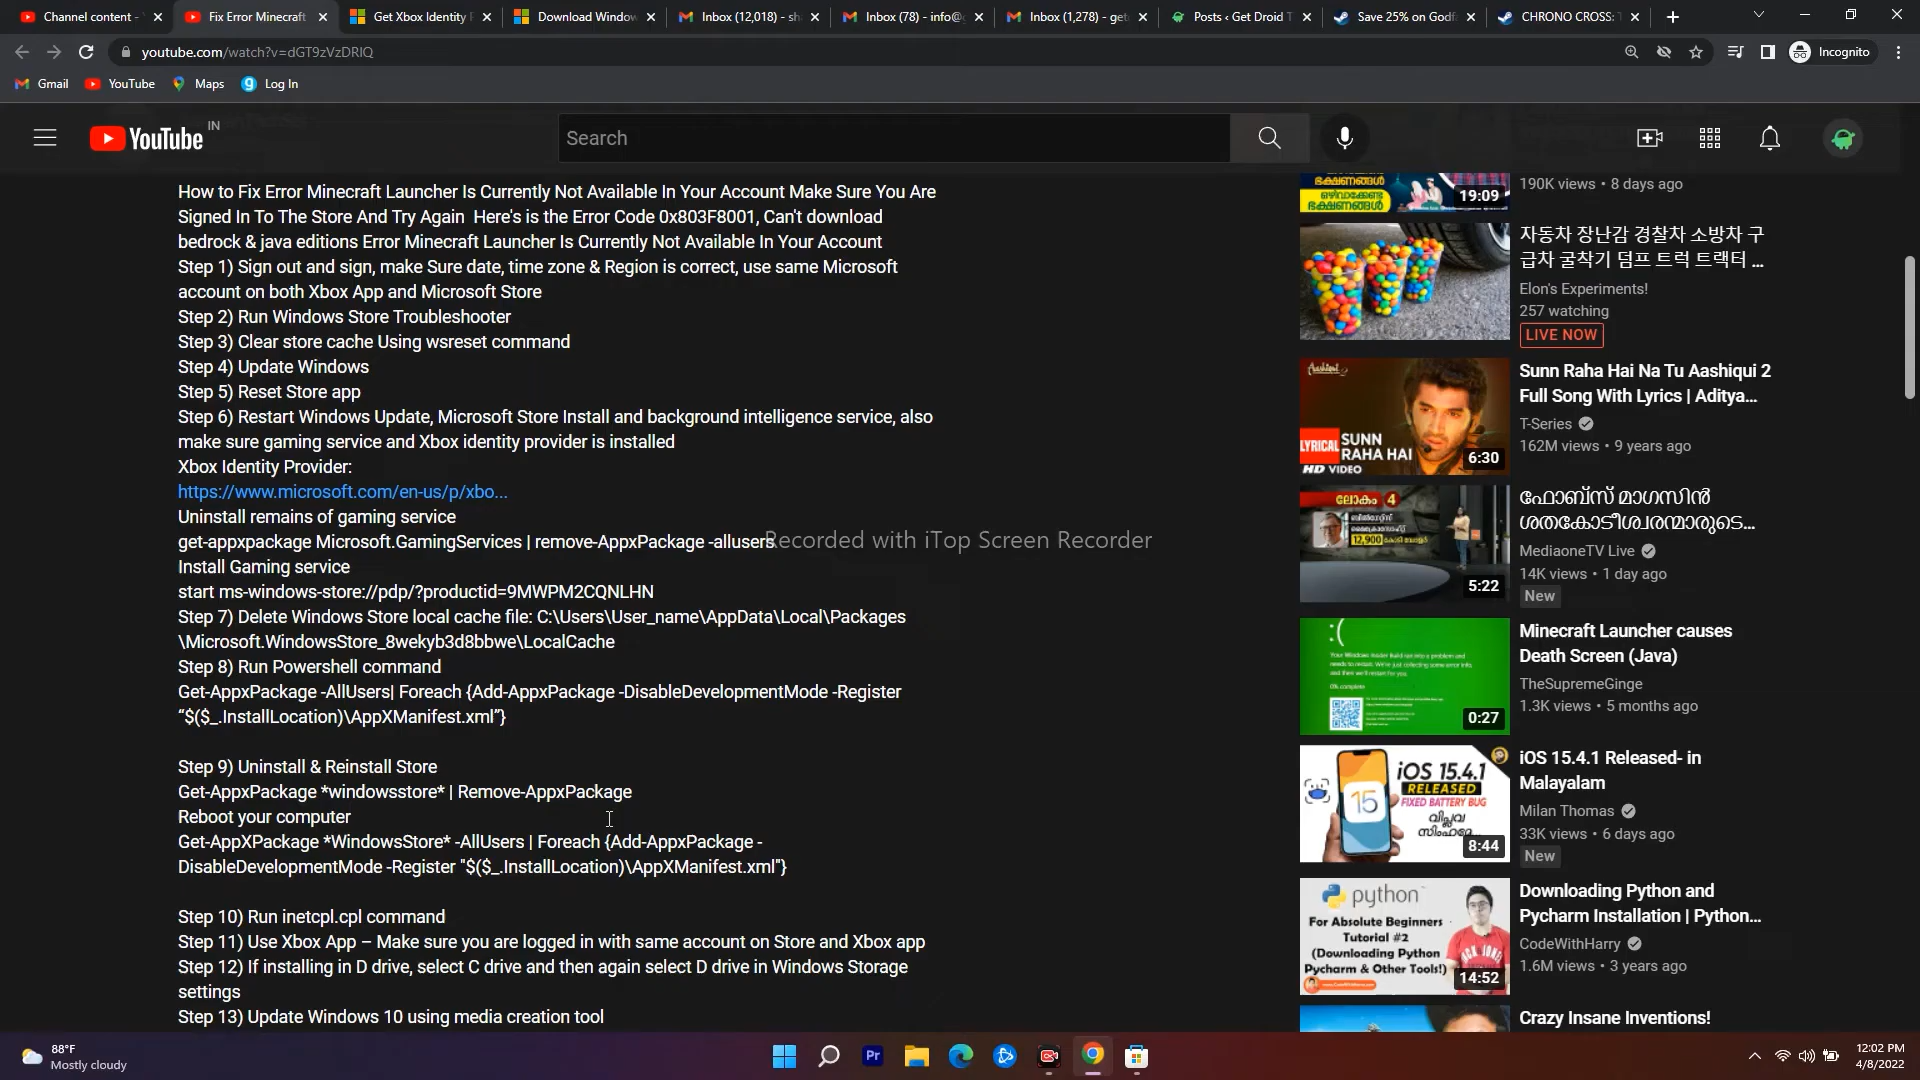 Channel content -
Fix Error Minecraft
Get Xbox Identity P
Download Window
Inbox (12,018) - sh
Inbox (78) - info@
Inbox (1,278) - get
Posts ‹ Get Droid T
Save 25% on Godf
CHRONO CROSS: T
youtube.com/watch?v=dGT9zVzDRlQ
Incognito
Gmail
YouTube
Maps
Log In
YouTube IN
Search
How to Fix Error Minecraft Launcher Is Currently Not Available In Your Account Make Sure You Are
Signed In To The Store And Try Again Here's is the Error Code 0x803F8001, Can't download
bedrock & java editions Error Minecraft Launcher Is Currently Not Available In Your Account
Step 1) Sign out and sign, make Sure date, time zone & Region is correct, use same Microsoft
account on both Xbox App and Microsoft Store
Step 2) Run Windows Store Troubleshooter
Step 3) Clear store cache Using wsreset command
Step 4) Update Windows
Step 5) Reset Store app
Step 6) Restart Windows Update, Microsoft Store Install and background intelligence service, also
make sure gaming service and Xbox identity provider is installed
Xbox Identity Provider:
https://www.microsoft.com/en-us/p/xbo...
Uninstall remains of gaming service
get-appxpackage Microsoft.GamingServices | remove-AppxPackage -allusers
Recorded with iTop Screen Recorder
Install Gaming service
start ms-windows-store://pdp/?productid=9MWPM2CQNLHN
Step 7) Delete Windows Store local cache file: C:\Users\User_name\AppData\Local\Packages
\Microsoft.WindowsStore_8wekyb3d8bbwe\LocalCache
Step 8) Run Powershell command
Get-AppxPackage -AllUsers| Foreach {Add-AppxPackage -DisableDevelopmentMode -Register
“$($_.InstallLocation)\AppXManifest.xml”}
Step 9) Uninstall & Reinstall Store
Get-AppxPackage *windowsstore* | Remove-AppxPackage
Reboot your computer
Get-AppXPackage *WindowsStore* -AllUsers | Foreach {Add-AppxPackage -
DisableDevelopmentMode -Register "$($_.InstallLocation)\AppXManifest.xml"}
Step 10) Run inetcpl.cpl command
Step 11) Use Xbox App – Make sure you are logged in with same account on Store and Xbox app
Step 12) If installing in D drive, select C drive and then again select D drive in Windows Storage
settings
Step 13) Update Windows 10 using media creation tool
ഭക്ഷണങ്ങൾ
19:09
190K views • 8 days ago
자동차 장난감 경찰차 소방차 구
급차 굴착기 덤프 트럭 트랙터 ...
Elon's Experiments!
257 watching
LIVE NOW
LYRICAL SUNN
RAHA HAI
HD VIDEO
6:30
Sunn Raha Hai Na Tu Aashiqui 2
Full Song With Lyrics | Aditya...
T-Series
162M views • 9 years ago
ലോകം 4
12,900
5:22
ഫോബ്സ് മാഗസിൻ
ശതകോടീശ്വരന്മാരുടെ...
MediaoneTV Live
14K views • 1 day ago
New
:(
0:27
Minecraft Launcher causes
Death Screen (Java)
TheSupremeGinge
1.3K views • 5 months ago
iOS 15.4.1
RELEASED
FIXED BATTERY BUG
15
8:44
iOS 15.4.1 Released- in
Malayalam
Milan Thomas
33K views • 6 days ago
New
python
For Absolute Beginners
Tutorial #2
(Downloading Python
Pycharm & Other Tools!)
14:52
Downloading Python and
Pycharm Installation | Python...
CodeWithHarry
1.6M views • 3 years ago
Crazy Insane Inventions!
88°F
Mostly cloudy
Pr
12:02 PM
4/8/2022